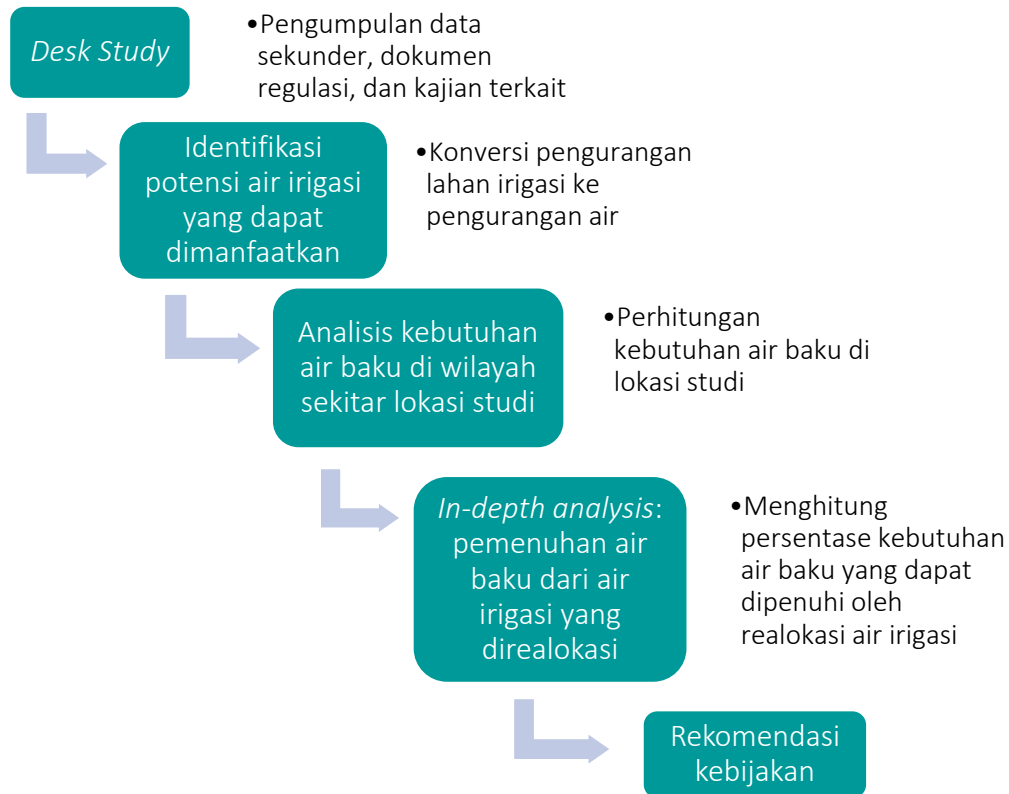 Desk Study
•Pengumpulan data
sekunder, dokumen
regulasi, dan kajian terkait
Identifikasi
potensi air irigasi
yang dapat
dimanfaatkan
•Konversi pengurangan
lahan irigasi ke
pengurangan air
Analisis kebutuhan
air baku di wilayah
sekitar lokasi studi
•Perhitungan
kebutuhan air baku di
lokasi studi
In-depth analysis:
pemenuhan air
baku dari air
irigasi yang
direalokasi
•Menghitung
persentase kebutuhan
air baku yang dapat
dipenuhi oleh
realokasi air irigasi
Rekomendasi
kebijakan